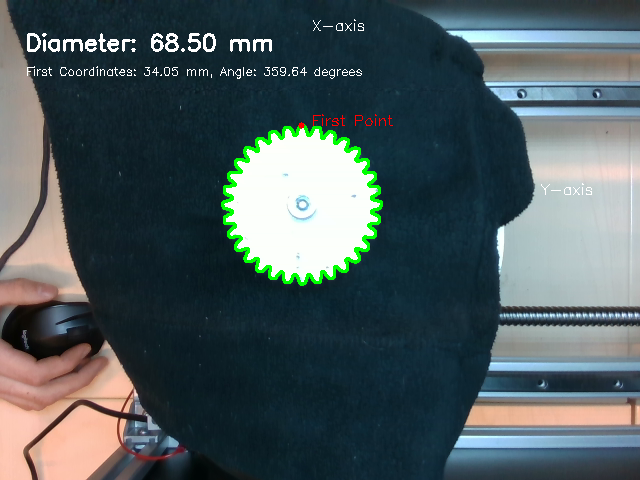 X-axis
Diameter: 68.50 mm
First Coordinates: 34.05 mm, Angle: 359.64 degrees
First Point
Y-axis